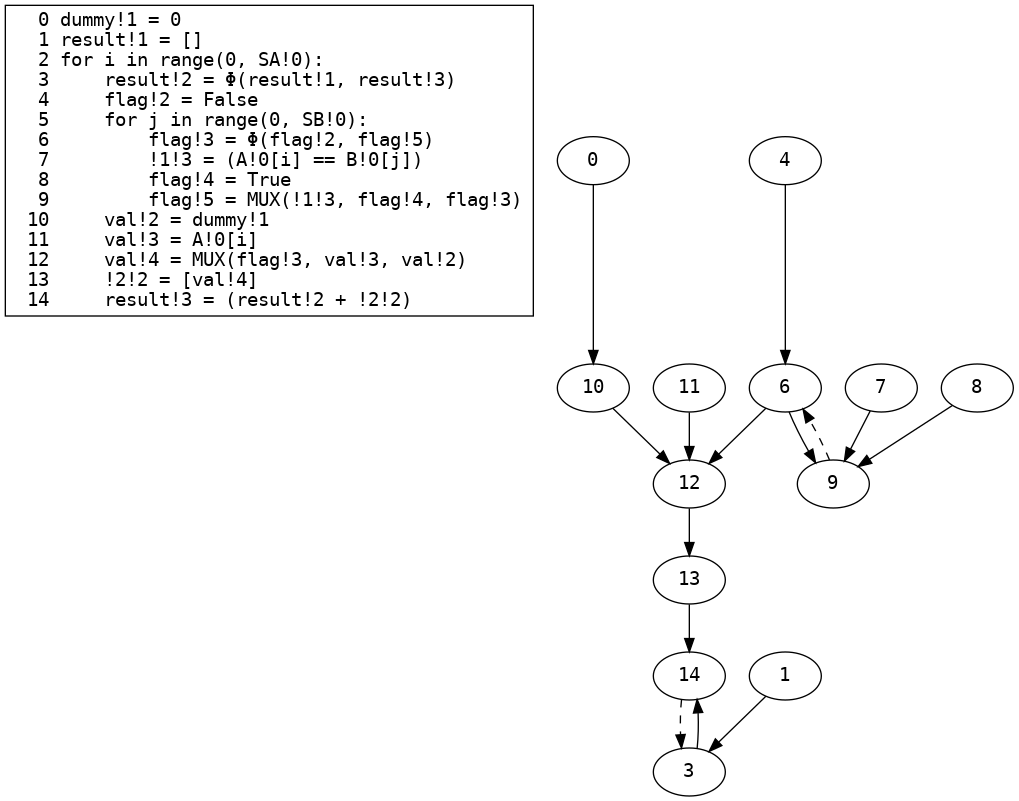 0 dummy!1 = 0
1 result!1 = []
2 for i in range(0, SA!0):
3     result!2 = Φ(result!1, result!3)
4     flag!2 = False
5     for j in range(0, SB!0):
6         flag!3 = Φ(flag!2, flag!5)
7         !1!3 = (A!0[i] == B!0[j])
8         flag!4 = True
9         flag!5 = MUX(!1!3, flag!4, flag!3)
10     val!2 = dummy!1
11     val!3 = A!0[i]
12     val!4 = MUX(flag!3, val!3, val!2)
13     !2!2 = [val!4]
14     result!3 = (result!2 + !2!2)
0 4
10 11 6 7 8
12 9
13
14 1
3